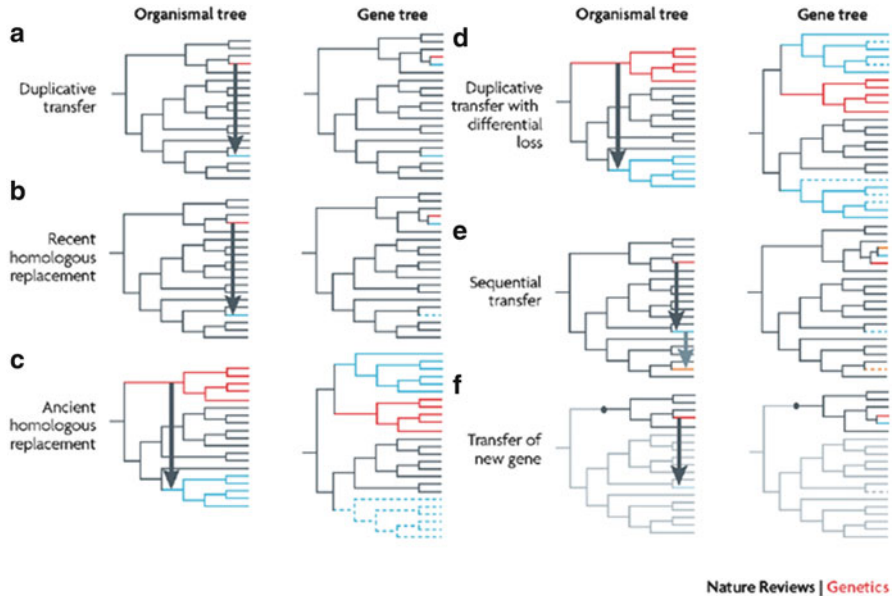 Organismal tree
Gene tree
a
Duplicative
transfer
b
Recent
homologous
replacement
c
Ancient
homologous
replacement
Organismal tree
Gene tree
d
Duplicative
transfer with
differential
loss
e
Sequential
transfer
f
Transfer of
new gene
Nature Reviews | Genetics